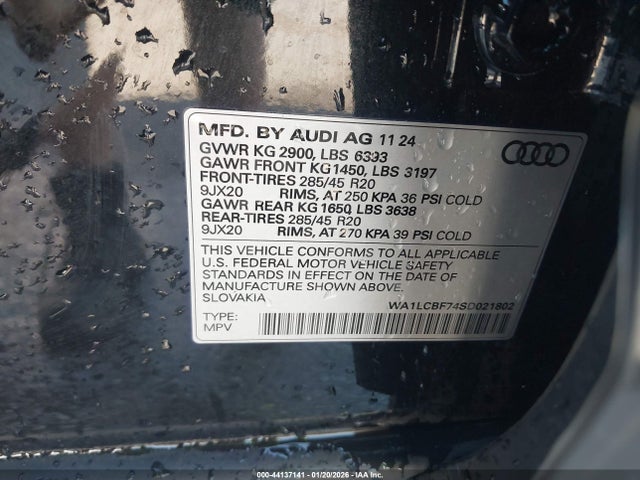 MFD. BY AUDI AG 11 24
GVWR KG 2900, LBS 6393
GAWR FRONT KG1450, LBS 3197
FRONT-TIRES 285/45 R20
9JX20 RIMS, AT 250 KPA 36 PSI COLD
GAWR REAR KG 1650, LBS 3638
REAR-TIRES 285/45 R20
9JX20 RIMS, AT 270 KPA 39 PSI COLD
THIS VEHICLE CONFORMS TO ALL APPLICABLE
U.S. FEDERAL MOTOR VEHICLE SAFETY
STANDARDS IN EFFECT ON THE DATE OF
MANUFACTURE SHOWN ABOVE.
SLOVAKIA
WA1LCBF74SD021802
TYPE:
MPV
000-44137141 - 01/20/2026 - IAA Inc.